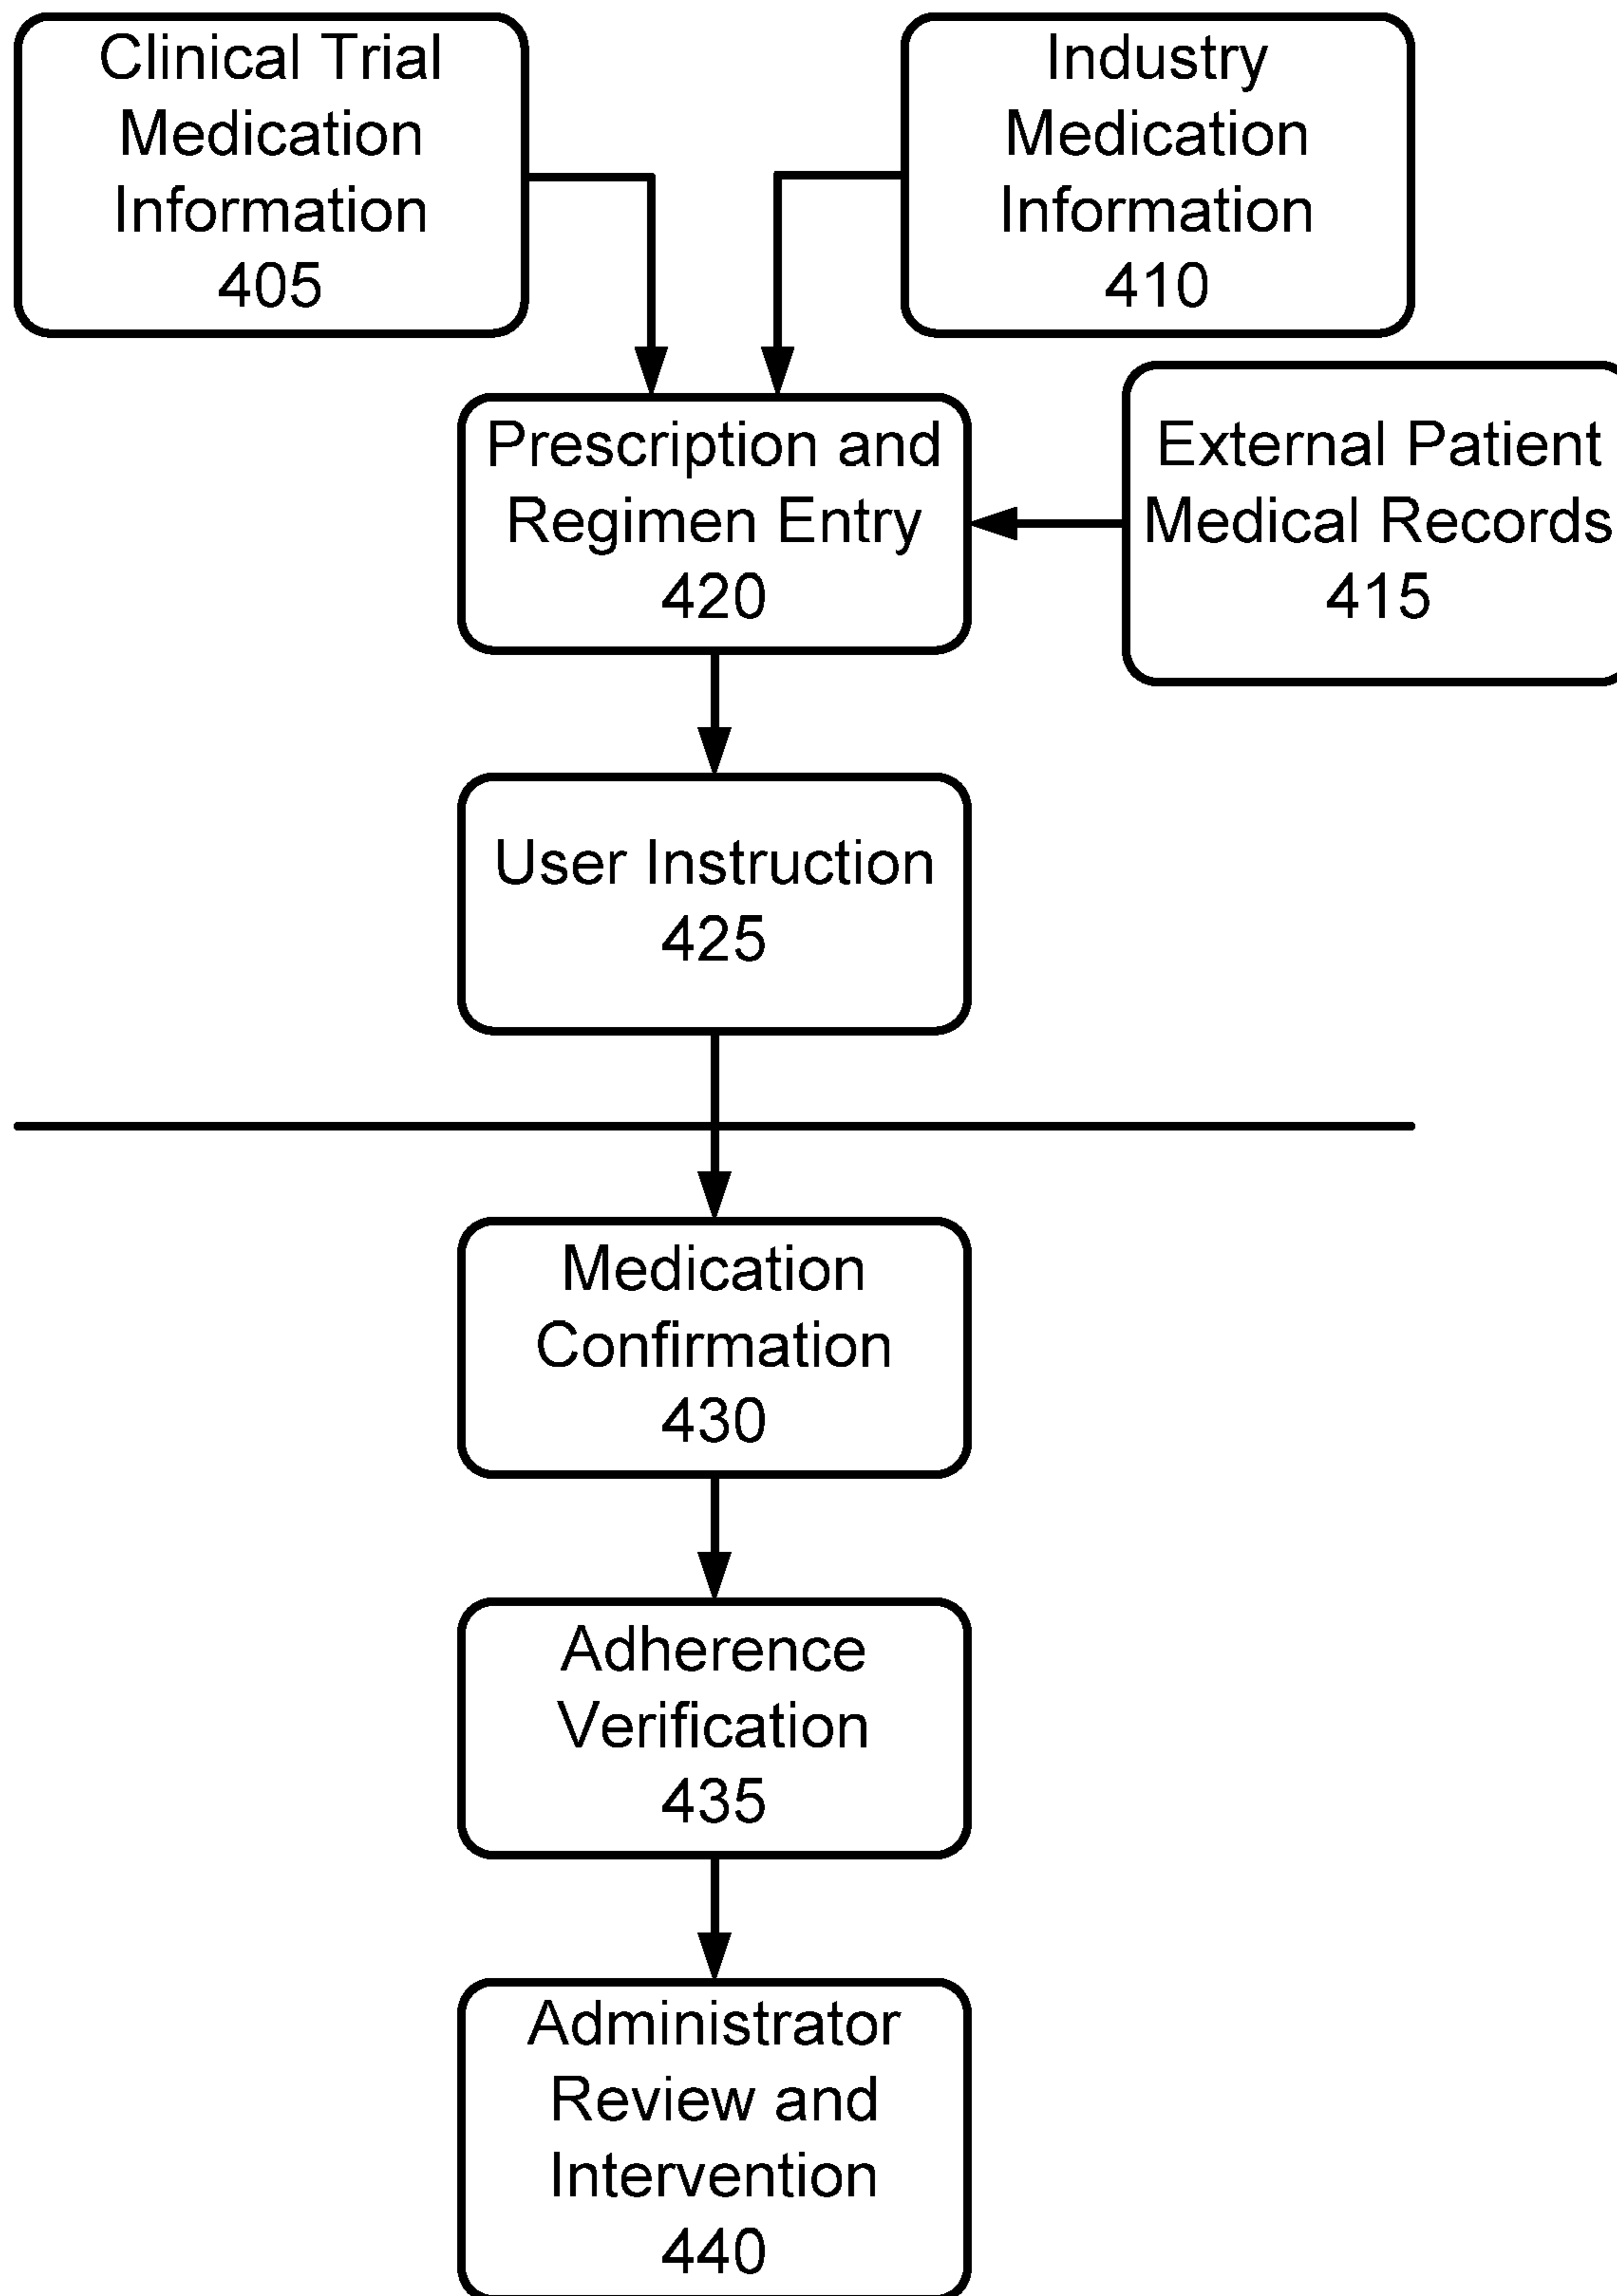 Clinical Trial
Medication
Information
405
Industry
Medication
Information
410
Prescription and
Regimen Entry
420
External Patient
Medical Records
415
User Instruction
425
Medication
Confirmation
430
Adherence
Verification
435
Administrator
Review and
Intervention
440